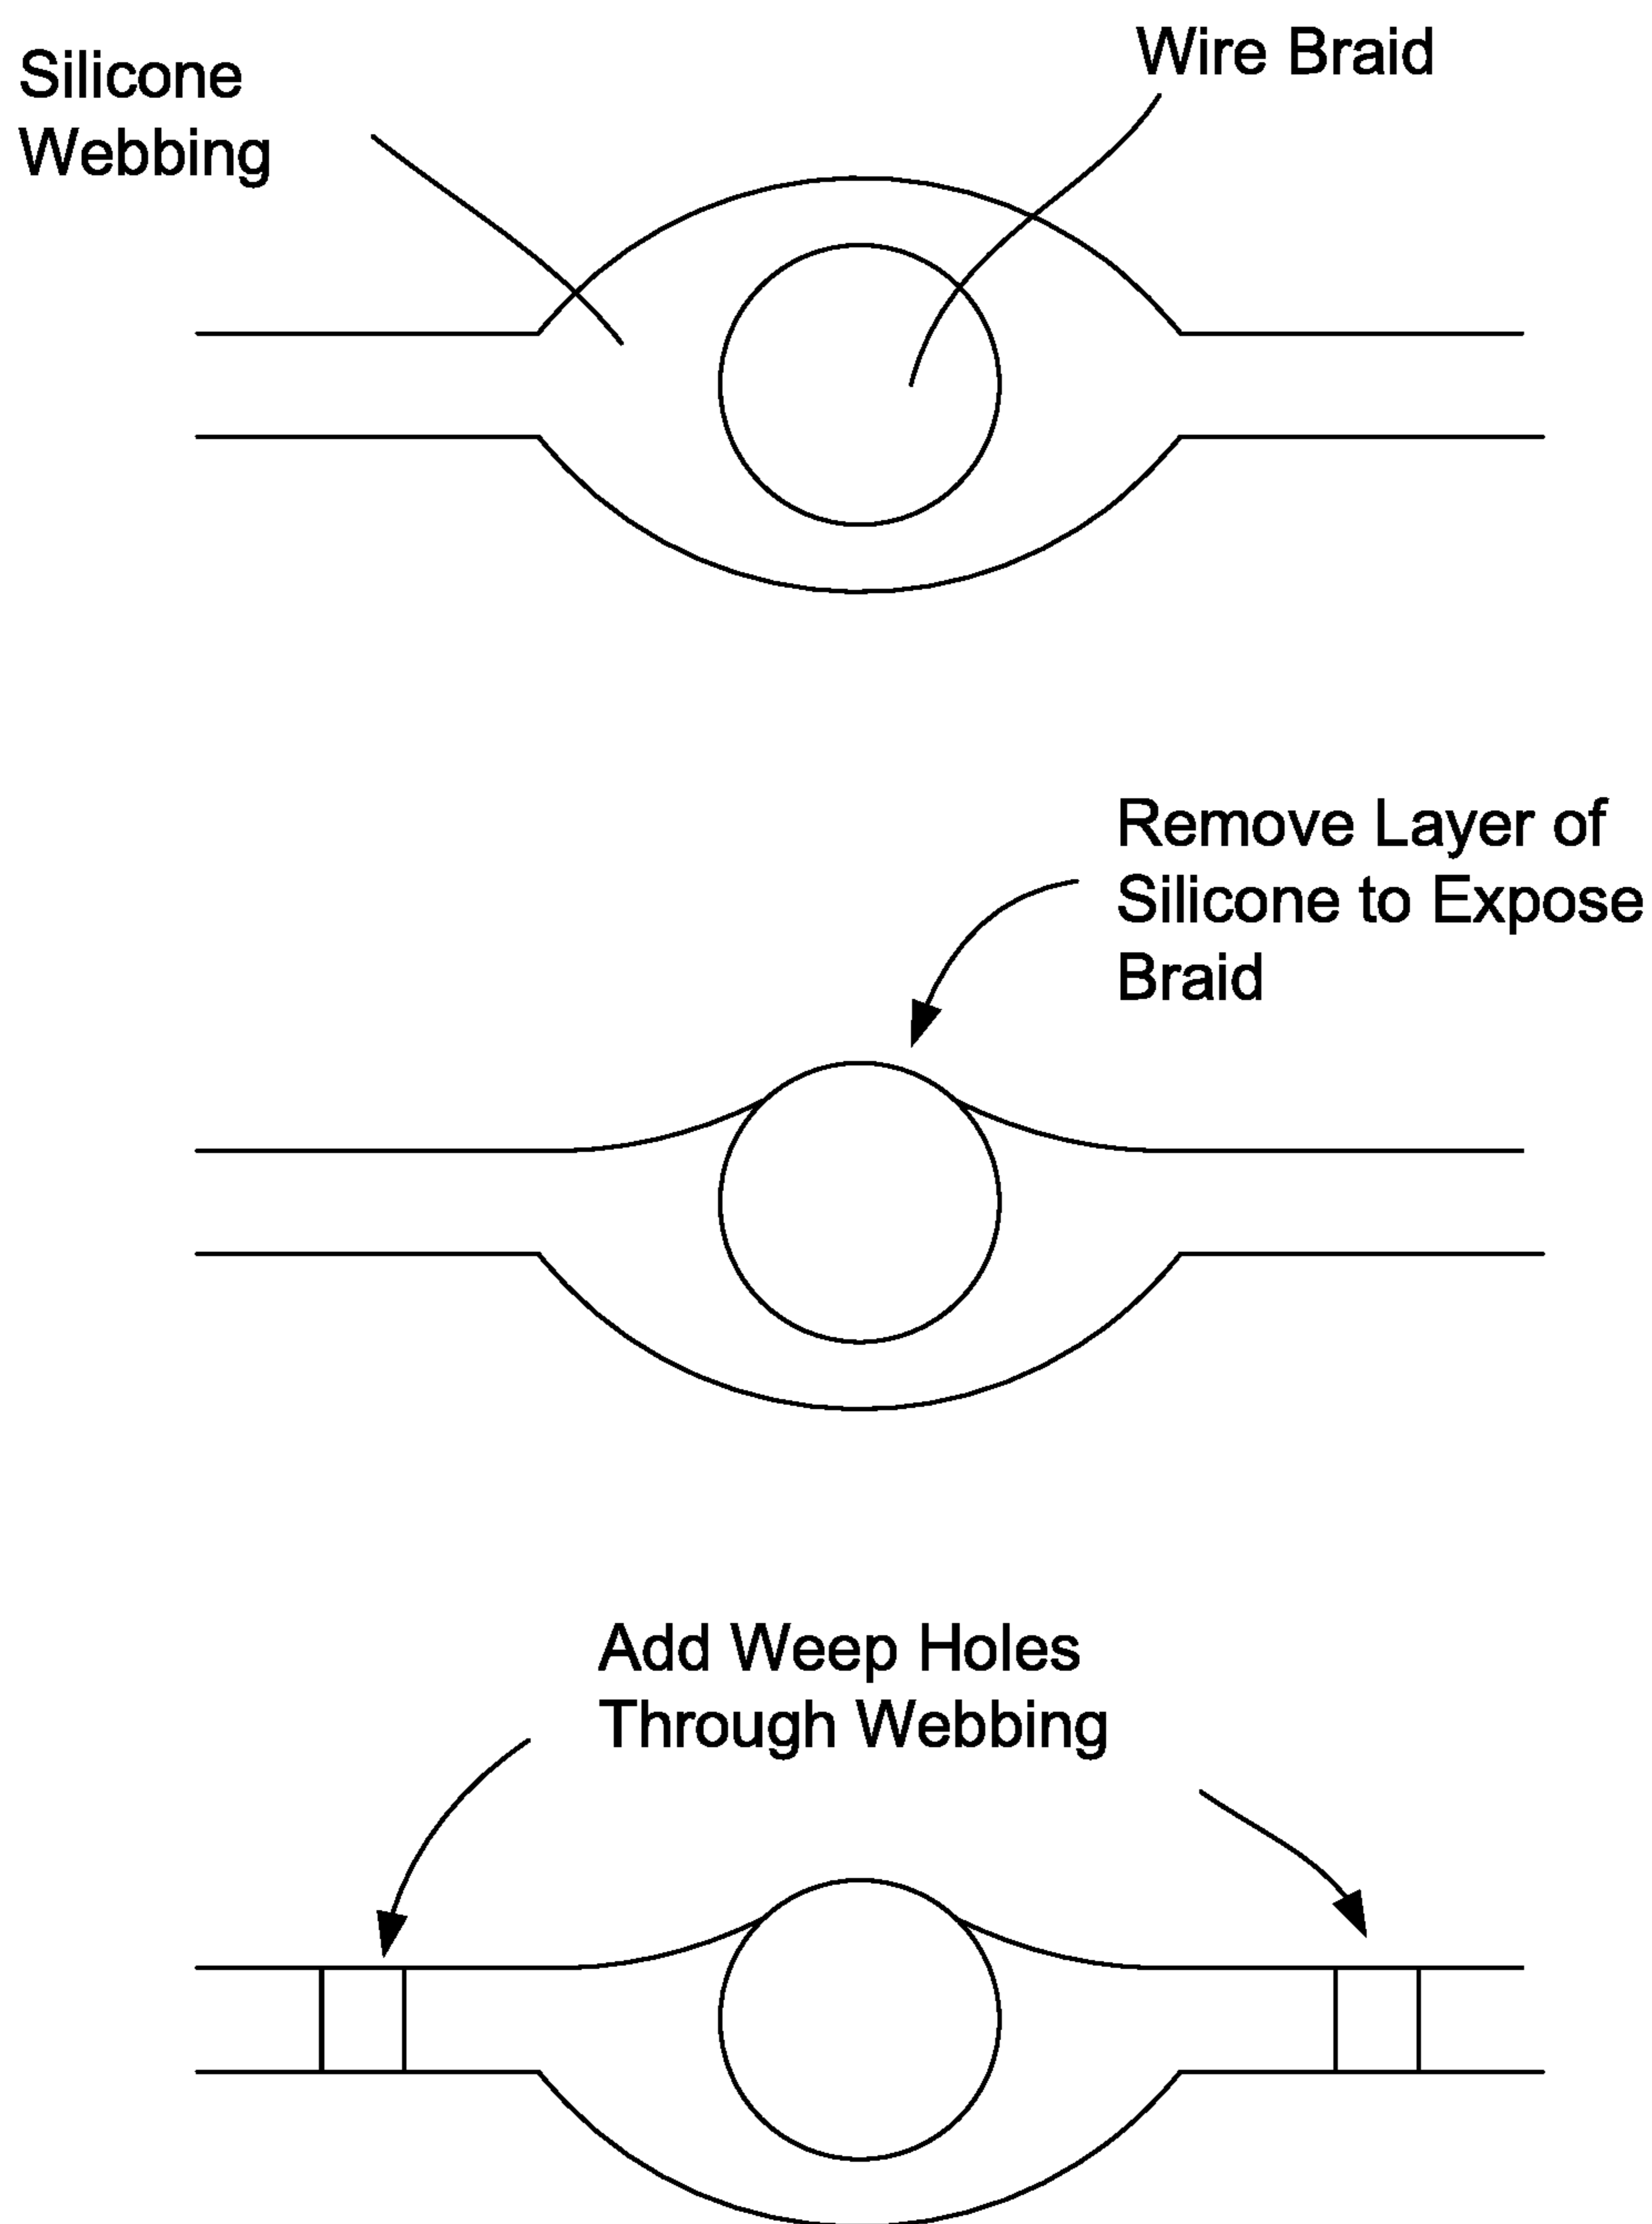 Silicone
Webbing
Wire Braid
Remove Layer of
Silicone to Expose
Braid
Add Weep Holes
Through Webbing